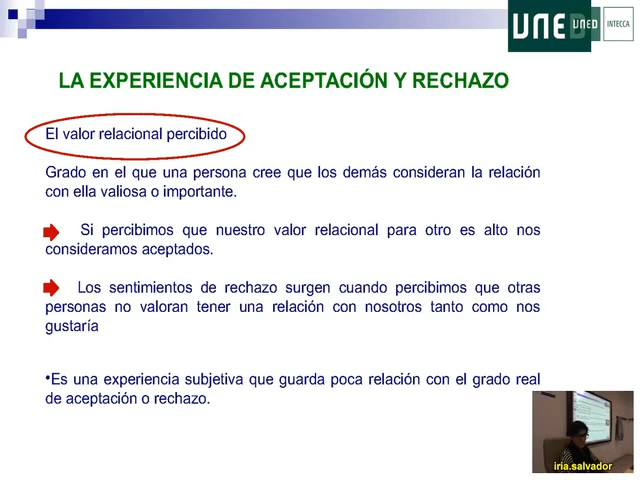 UNED
UNED
INTECCA
LA EXPERIENCIA DE ACEPTACIÓN Y RECHAZO
El valor relacional percibido
Grado en el que una persona cree que los demás consideran la relación
con ella valiosa o importante.
Si percibimos que nuestro valor relacional para otro es alto nos
consideramos aceptados.
Los sentimientos de rechazo surgen cuando percibimos que otras
personas no valoran tener una relación con nosotros tanto como nos
gustaría
•Es una experiencia subjetiva que guarda poca relación con el grado real
de aceptación o rechazo.
iria.salvador